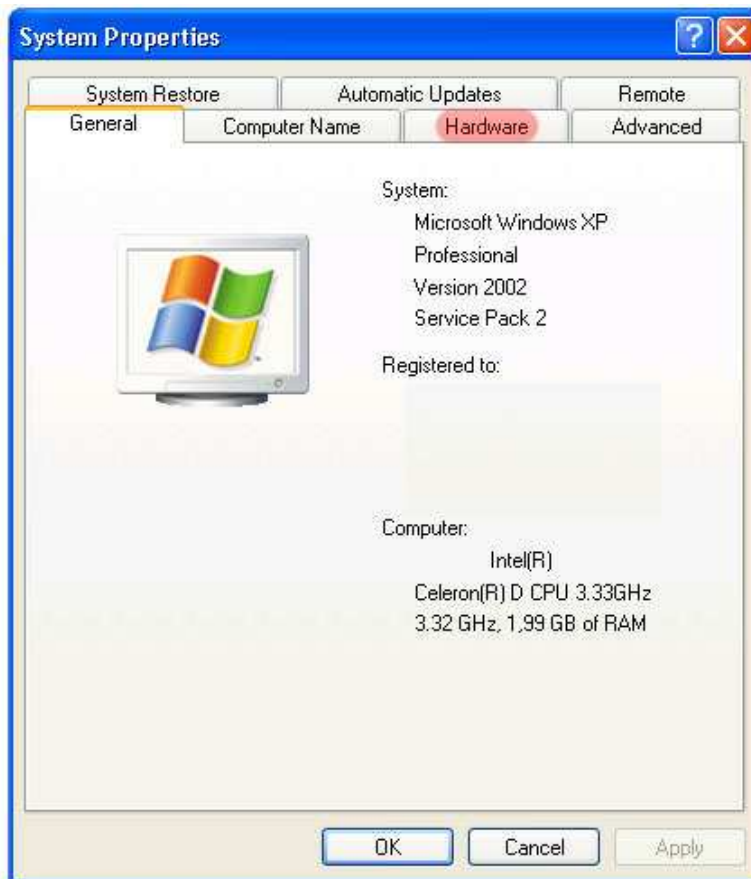 System Properties
System Restore Automatic Updates Remote
General Computer Name Hardware Advanced
System:
Microsoft Windows XP
Professional
Version 2002
Service Pack 2
Registered to:
Computer:
Intel(R)
Celeron(R) D CPU 3.33GHz
3.32 GHz, 1,99 GB of RAM
OK Cancel Apply